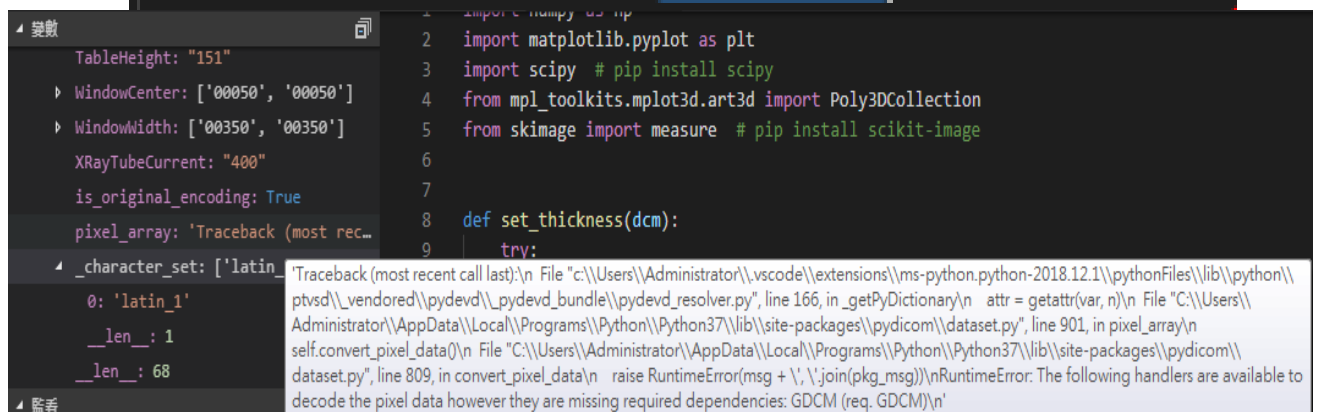 變數
TableHeight: "151"
WindowCenter: ['00050', '00050']
WindowWidth: ['00350', '00350']
XRayTubeCurrent: "400"
is_original_encoding: True
pixel_array: 'Traceback (most rec…
_character_set: ['latin_
0: 'latin_1'
__len__: 1
__len__: 68
監看
1 import numpy as np
2 import matplotlib.pyplot as plt
3 import scipy # pip install scipy
4 from mpl_toolkits.mplot3d.art3d import Poly3DCollection
5 from skimage import measure # pip install scikit-image
6
7
8 def set_thickness(dcm):
9 try:
'Traceback (most recent call last):\n File "c:\\Users\\Administrator\\.vscode\\extensions\\ms-python.python-2018.12.1\\pythonFiles\\lib\\python\\
ptvsd\\_vendored\\pydevd\\_pydevd_bundle\\pydevd_resolver.py", line 166, in _getPyDictionary\n attr = getattr(var, n)\n File "C:\\Users\\
Administrator\\AppData\\Local\\Programs\\Python\\Python37\\lib\\site-packages\\pydicom\\dataset.py", line 901, in pixel_array\n
self.convert_pixel_data()\n File "C:\\Users\\Administrator\\AppData\\Local\\Programs\\Python\\Python37\\lib\\site-packages\\pydicom\\
dataset.py", line 809, in convert_pixel_data\n raise RuntimeError(msg + \', \'.join(pkg_msg))\nRuntimeError: The following handlers are available to
decode the pixel data however they are missing required dependencies: GDCM (req. GDCM)\n'